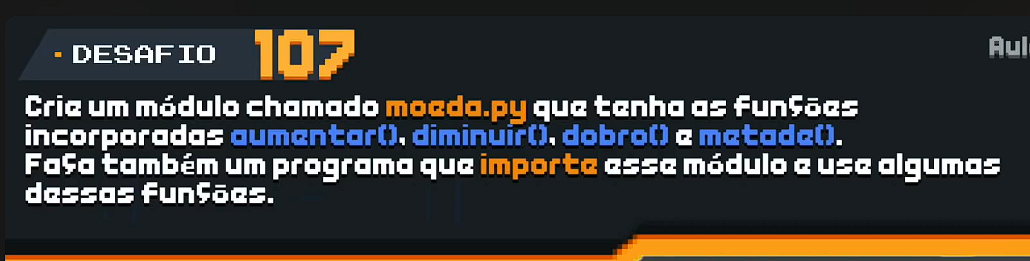 DESAFIO 107
Aul
Crie um módulo chamado moeda.py que tenha as funções
incorporadas aumentar(), diminuir(), dobro() e metade().
Faça também um programa que importe esse módulo e use algumas
dessas funções.